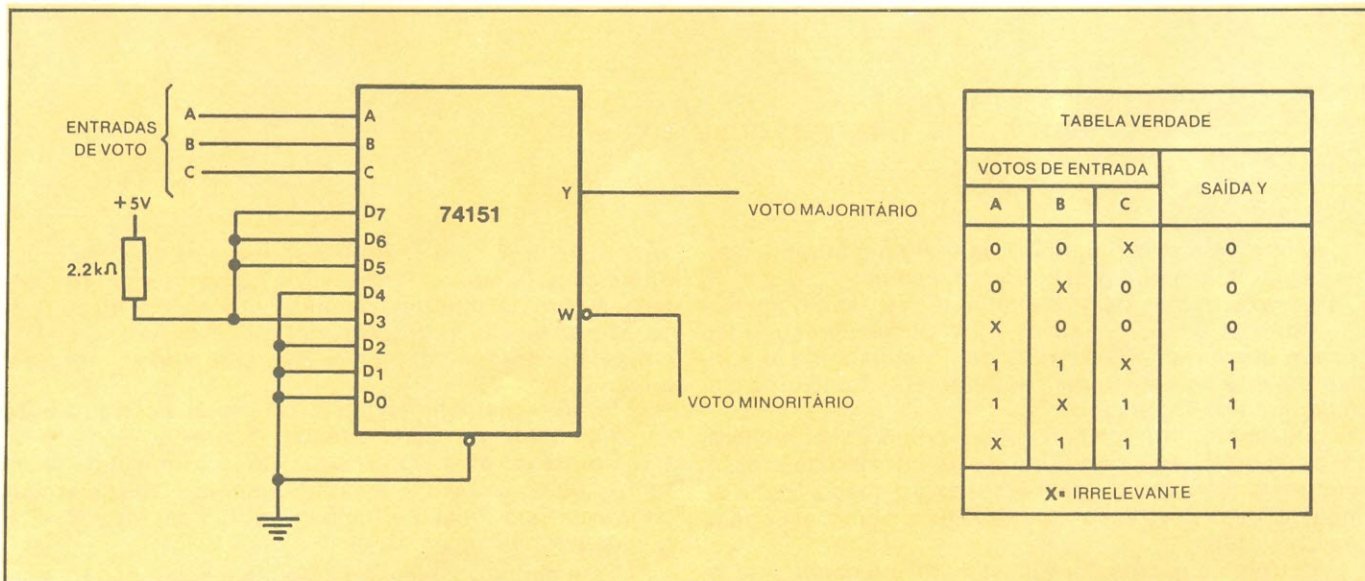 ENTRADAS
DE VOTO
A
B
C
+5V
2.2kΩ
A
B
C
D7
D6
D5
D4
D3
D2
D1
D0
74151
Y
W
VOTO MAJORITÁRIO
VOTO MINORITÁRIO
TABELA VERDADE
VOTOS DE ENTRADA
SAÍDA Y
A B C
0 0 X 0
0 X 0 0
X 0 0 0
1 1 X 1
1 X 1 1
X 1 1 1
X= IRRELEVANTE